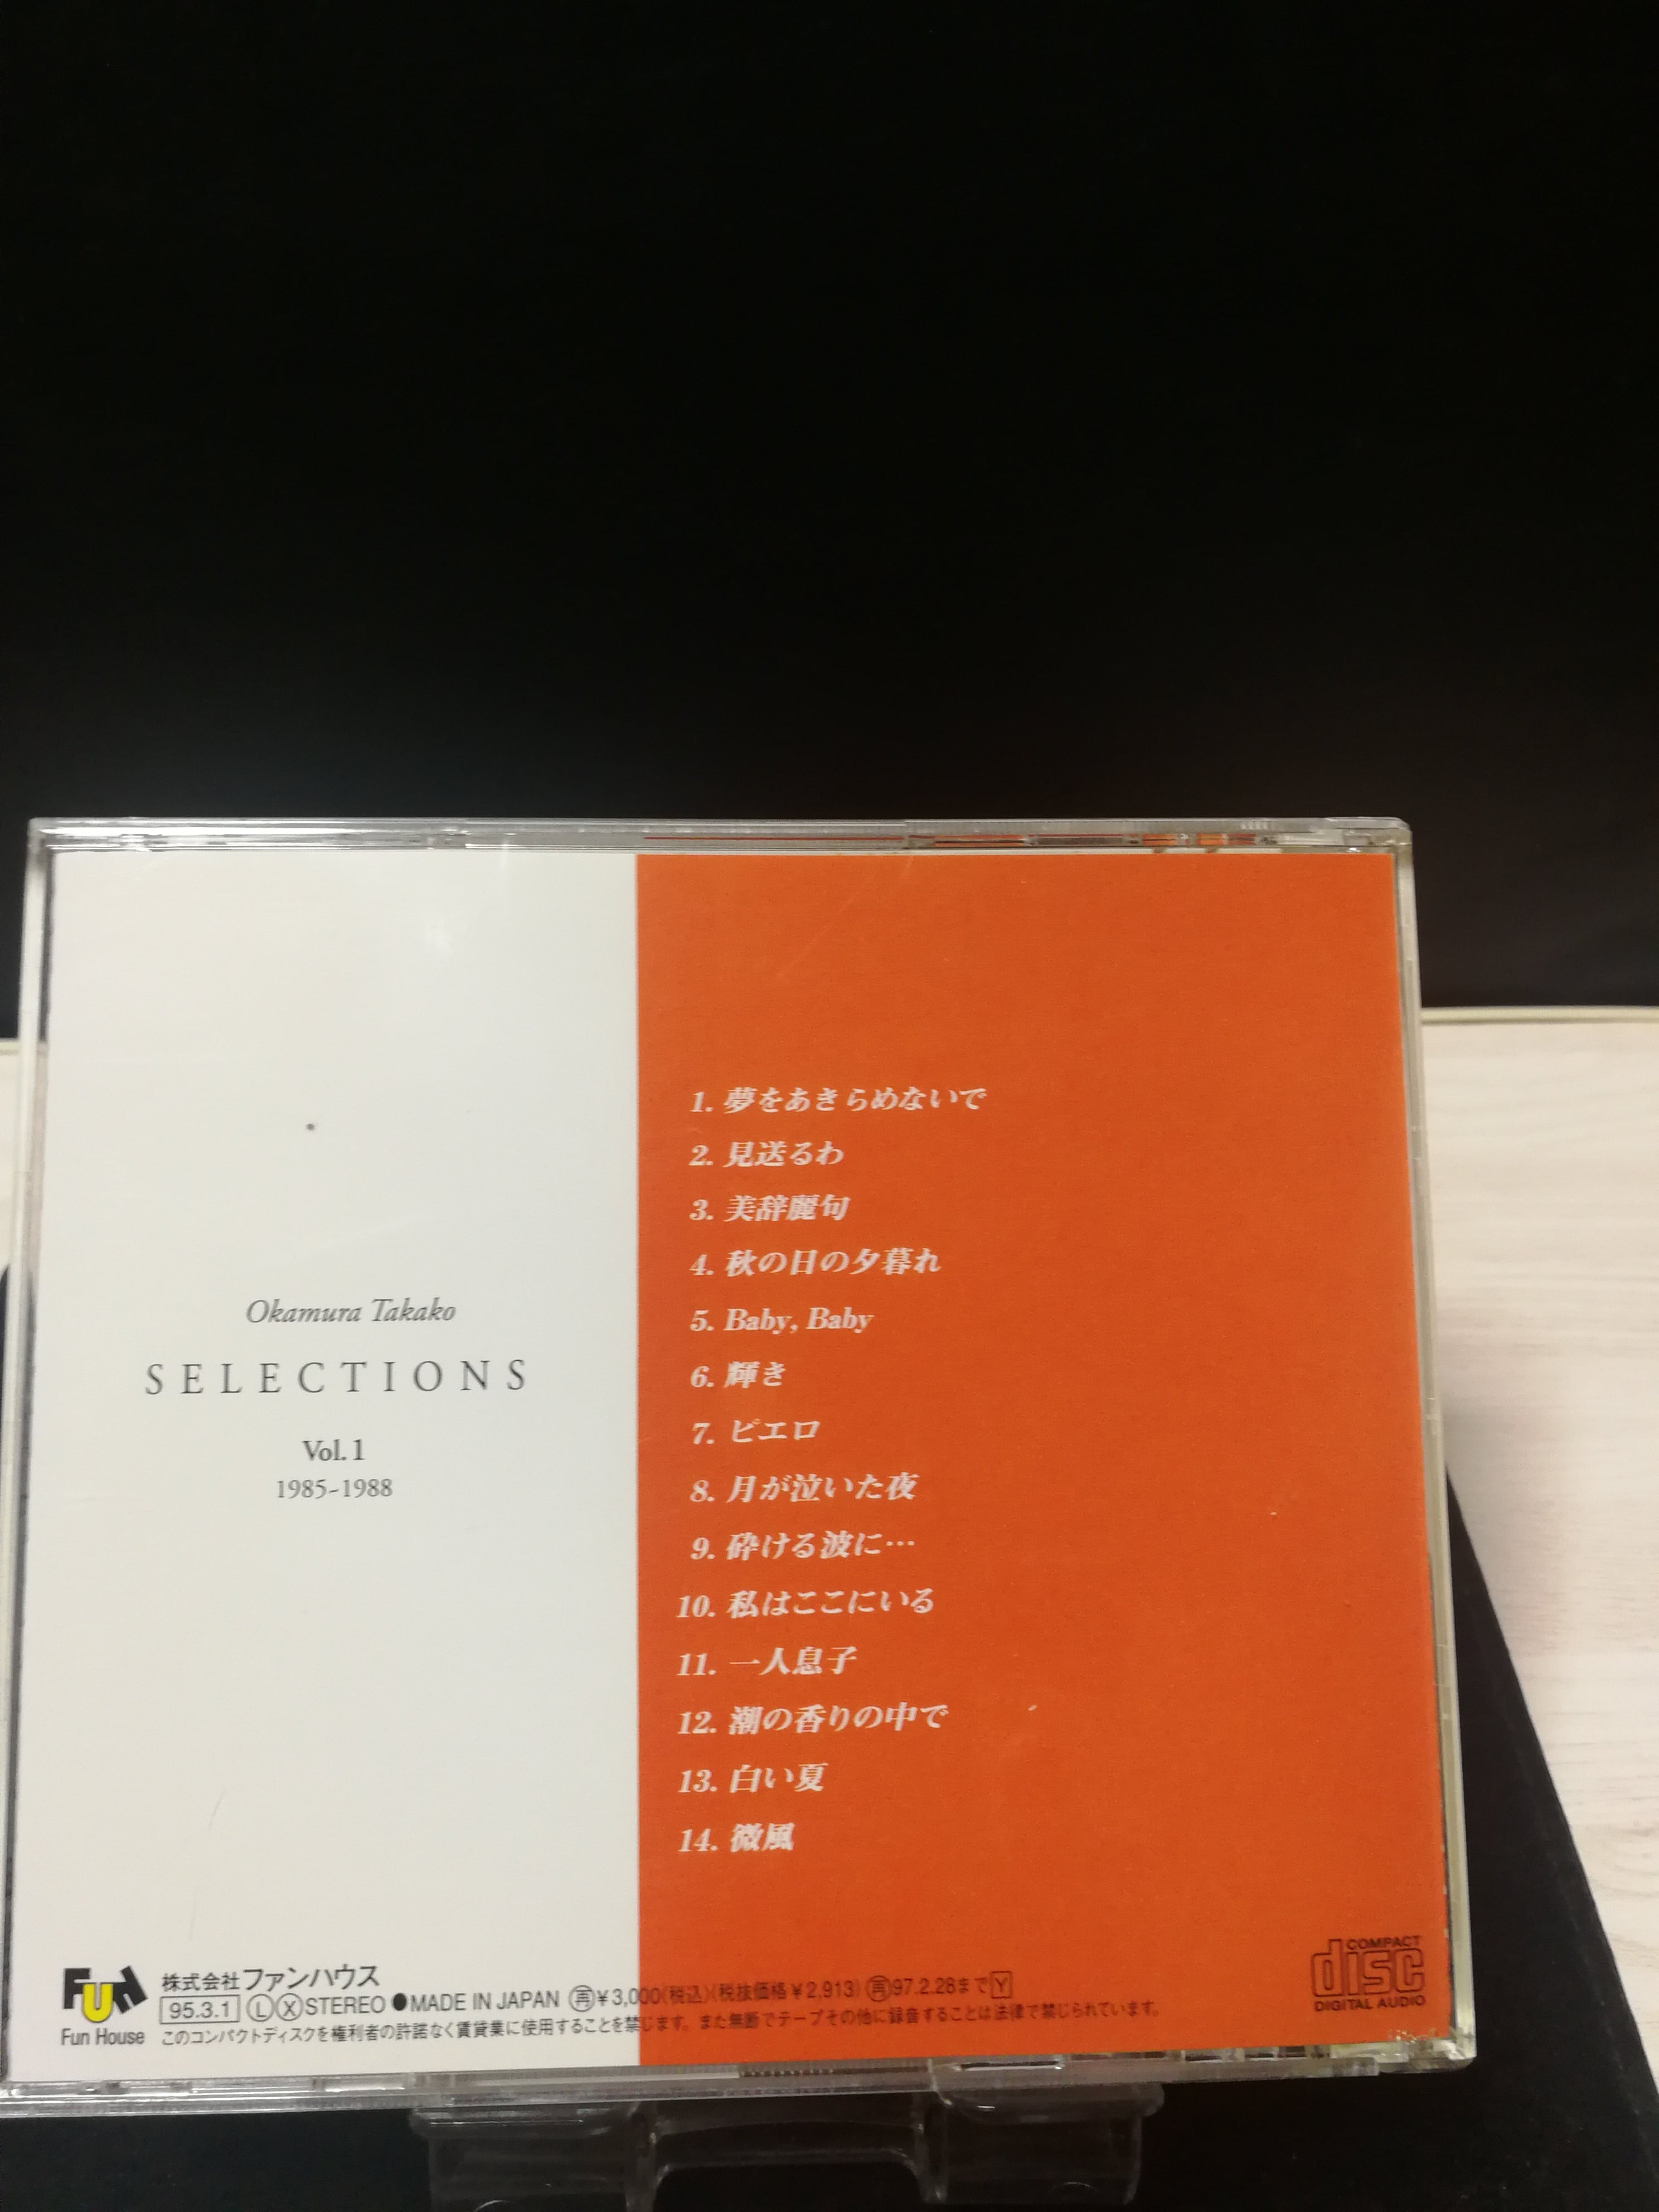 Okamura Takako
SELECTIONS
Vol. 1
1985-1988
1. 夢をあきらめないで
2. 見送るわ
3. 美辞麗句
4. 秋の日の夕暮れ
5. Baby, Baby
6. 輝き
7. ピエロ
8. 月が泣いた夜
9. 砕ける波に…
10. 私はここにいる
11. 一人息子
12. 潮の香りの中で
13. 白い夏
14. 微風
Fun
Fun House
株式会社ファンハウス
95.3.1 Ⓛ Ⓧ STEREO ●MADE IN JAPAN ㊢¥3,000(税込)(税抜価格¥2,913) 再97.2.28まで Y
このコンパクトディスクを権利者の許諾なく賃貸業に使用することを禁じます。また無断でテープその他に録音することは法律で禁じられています。
COMPACT
disc
DIGITAL AUDIO